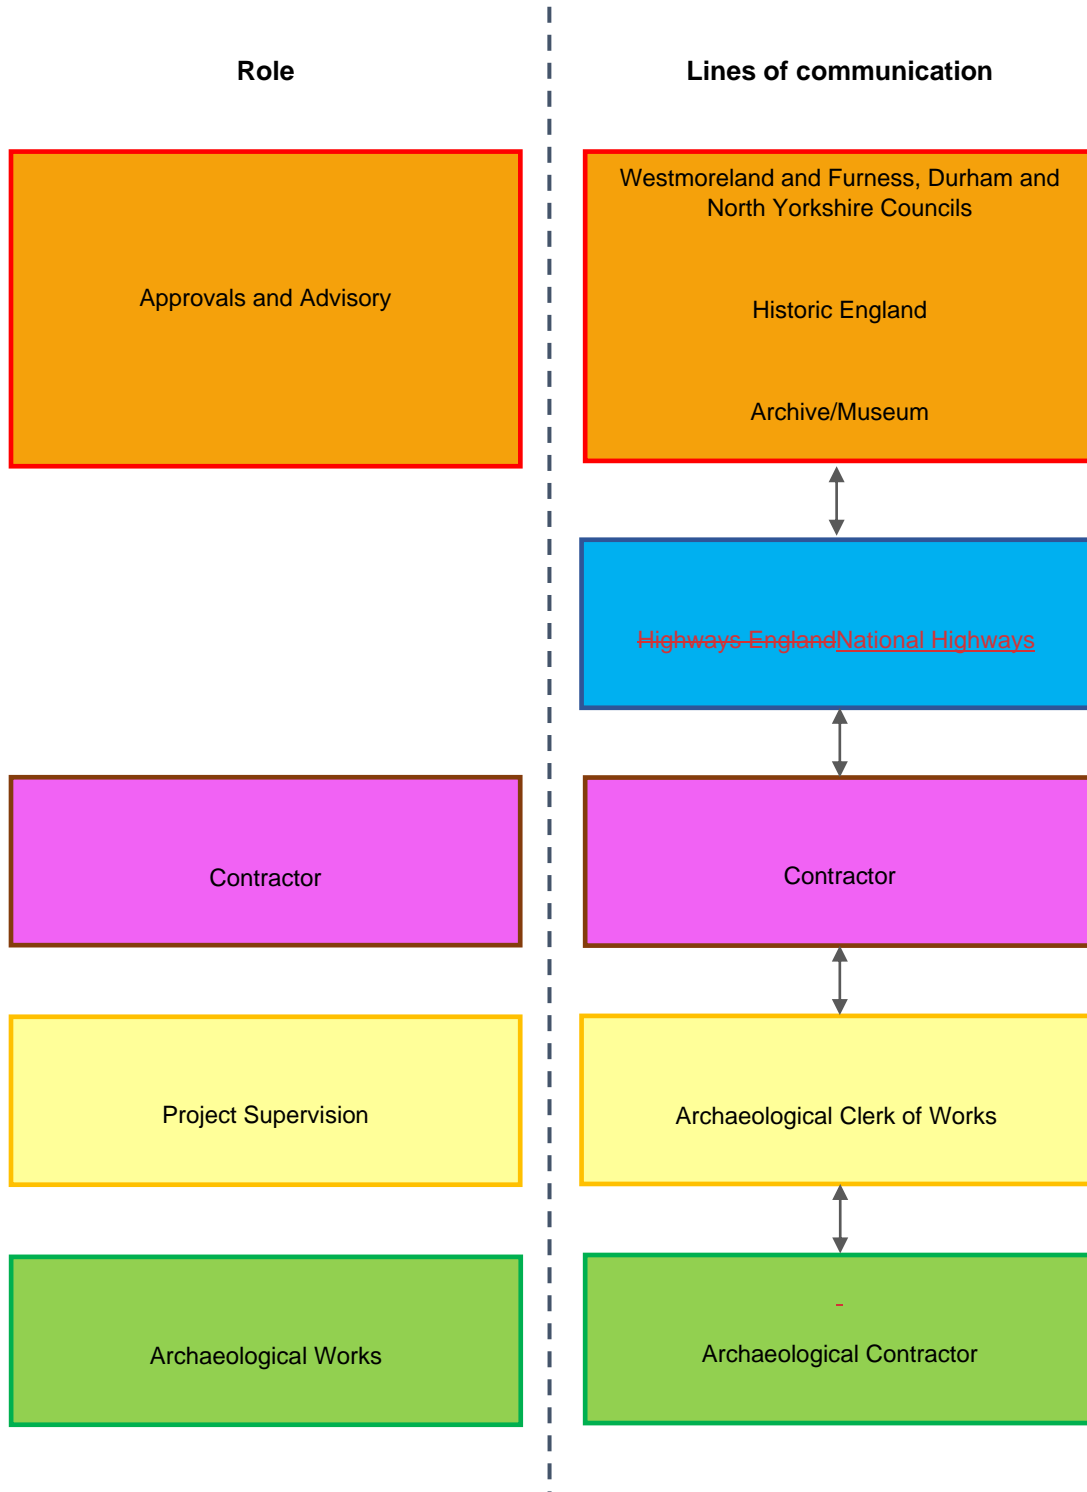 Role
Lines of communication
Approvals and Advisory
Westmoreland and Furness, Durham and
North Yorkshire Councils
Historic England
Archive/Museum
Highways EnglandNational Highways
Contractor
Contractor
Project Supervision
Archaeological Clerk of Works
Archaeological Works
Archaeological Contractor